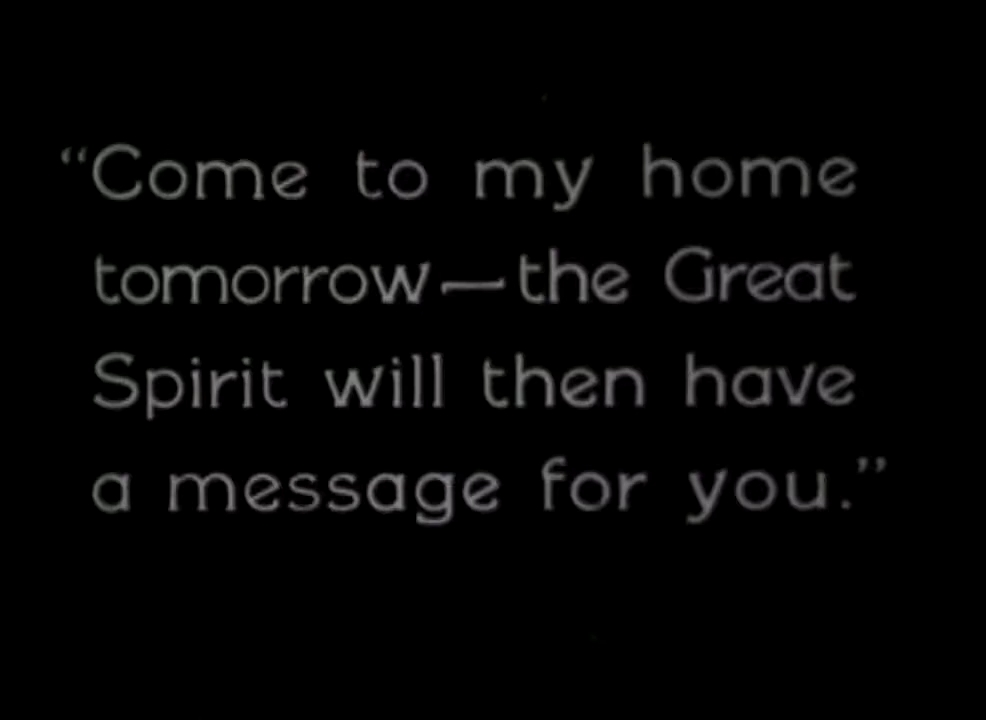 “Come to my home
tomorrow—the Great
Spirit will then have
a message for you.”